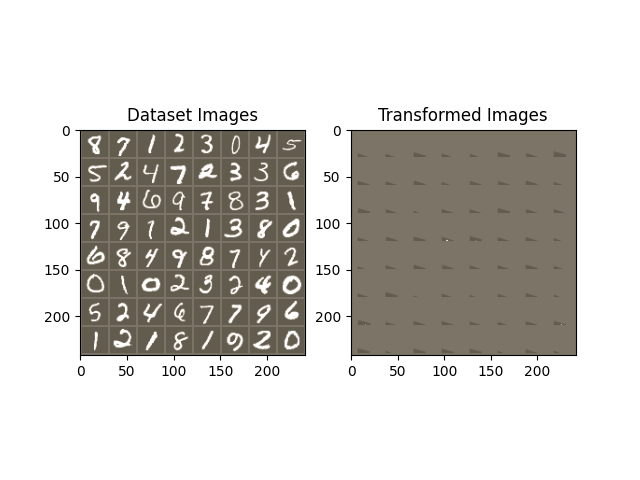 Dataset Images
Transformed Images
8 7 1 2 3 0 4 5
5 2 4 7 2 3 3 6
9 4 6 9 7 8 3 1
7 9 7 2 1 3 8 0
6 8 4 9 8 7 4 2
0 1 0 2 3 2 4 0
5 2 4 6 7 7 9 6
1 2 1 8 1 9 2 0
0
50
100
150
200
0
50
100
150
200
0 50 100 150 200
0 50 100 150 200